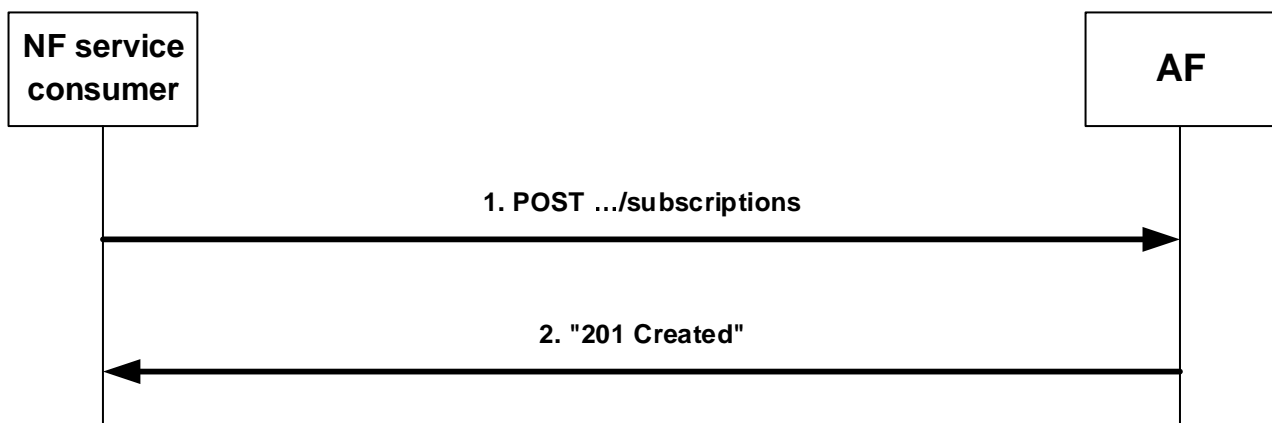 NF service
consumer
AF
1. POST …/subscriptions
2. "201 Created"